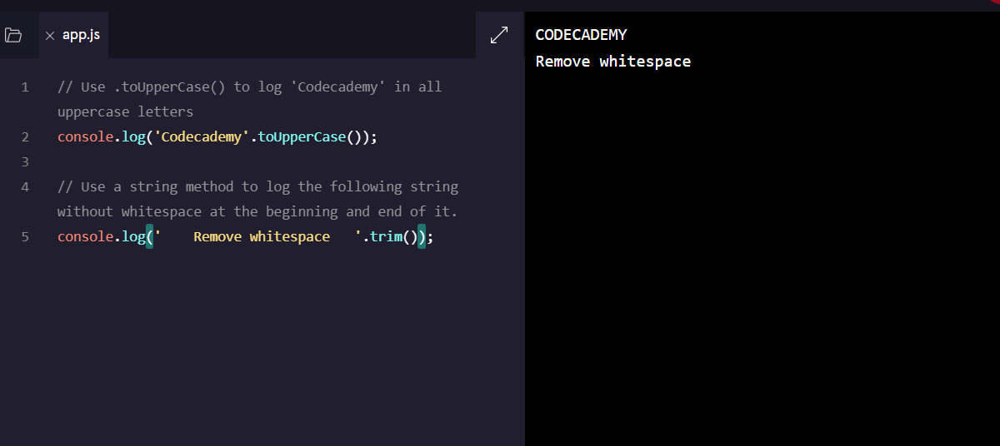 app.js
1 // Use .toUpperCase() to log 'Codecademy' in all
uppercase letters
2 console.log('Codecademy'.toUpperCase());
3
4 // Use a string method to log the following string
without whitespace at the beginning and end of it.
5 console.log('    Remove whitespace   '.trim());
CODECADEMY
Remove whitespace